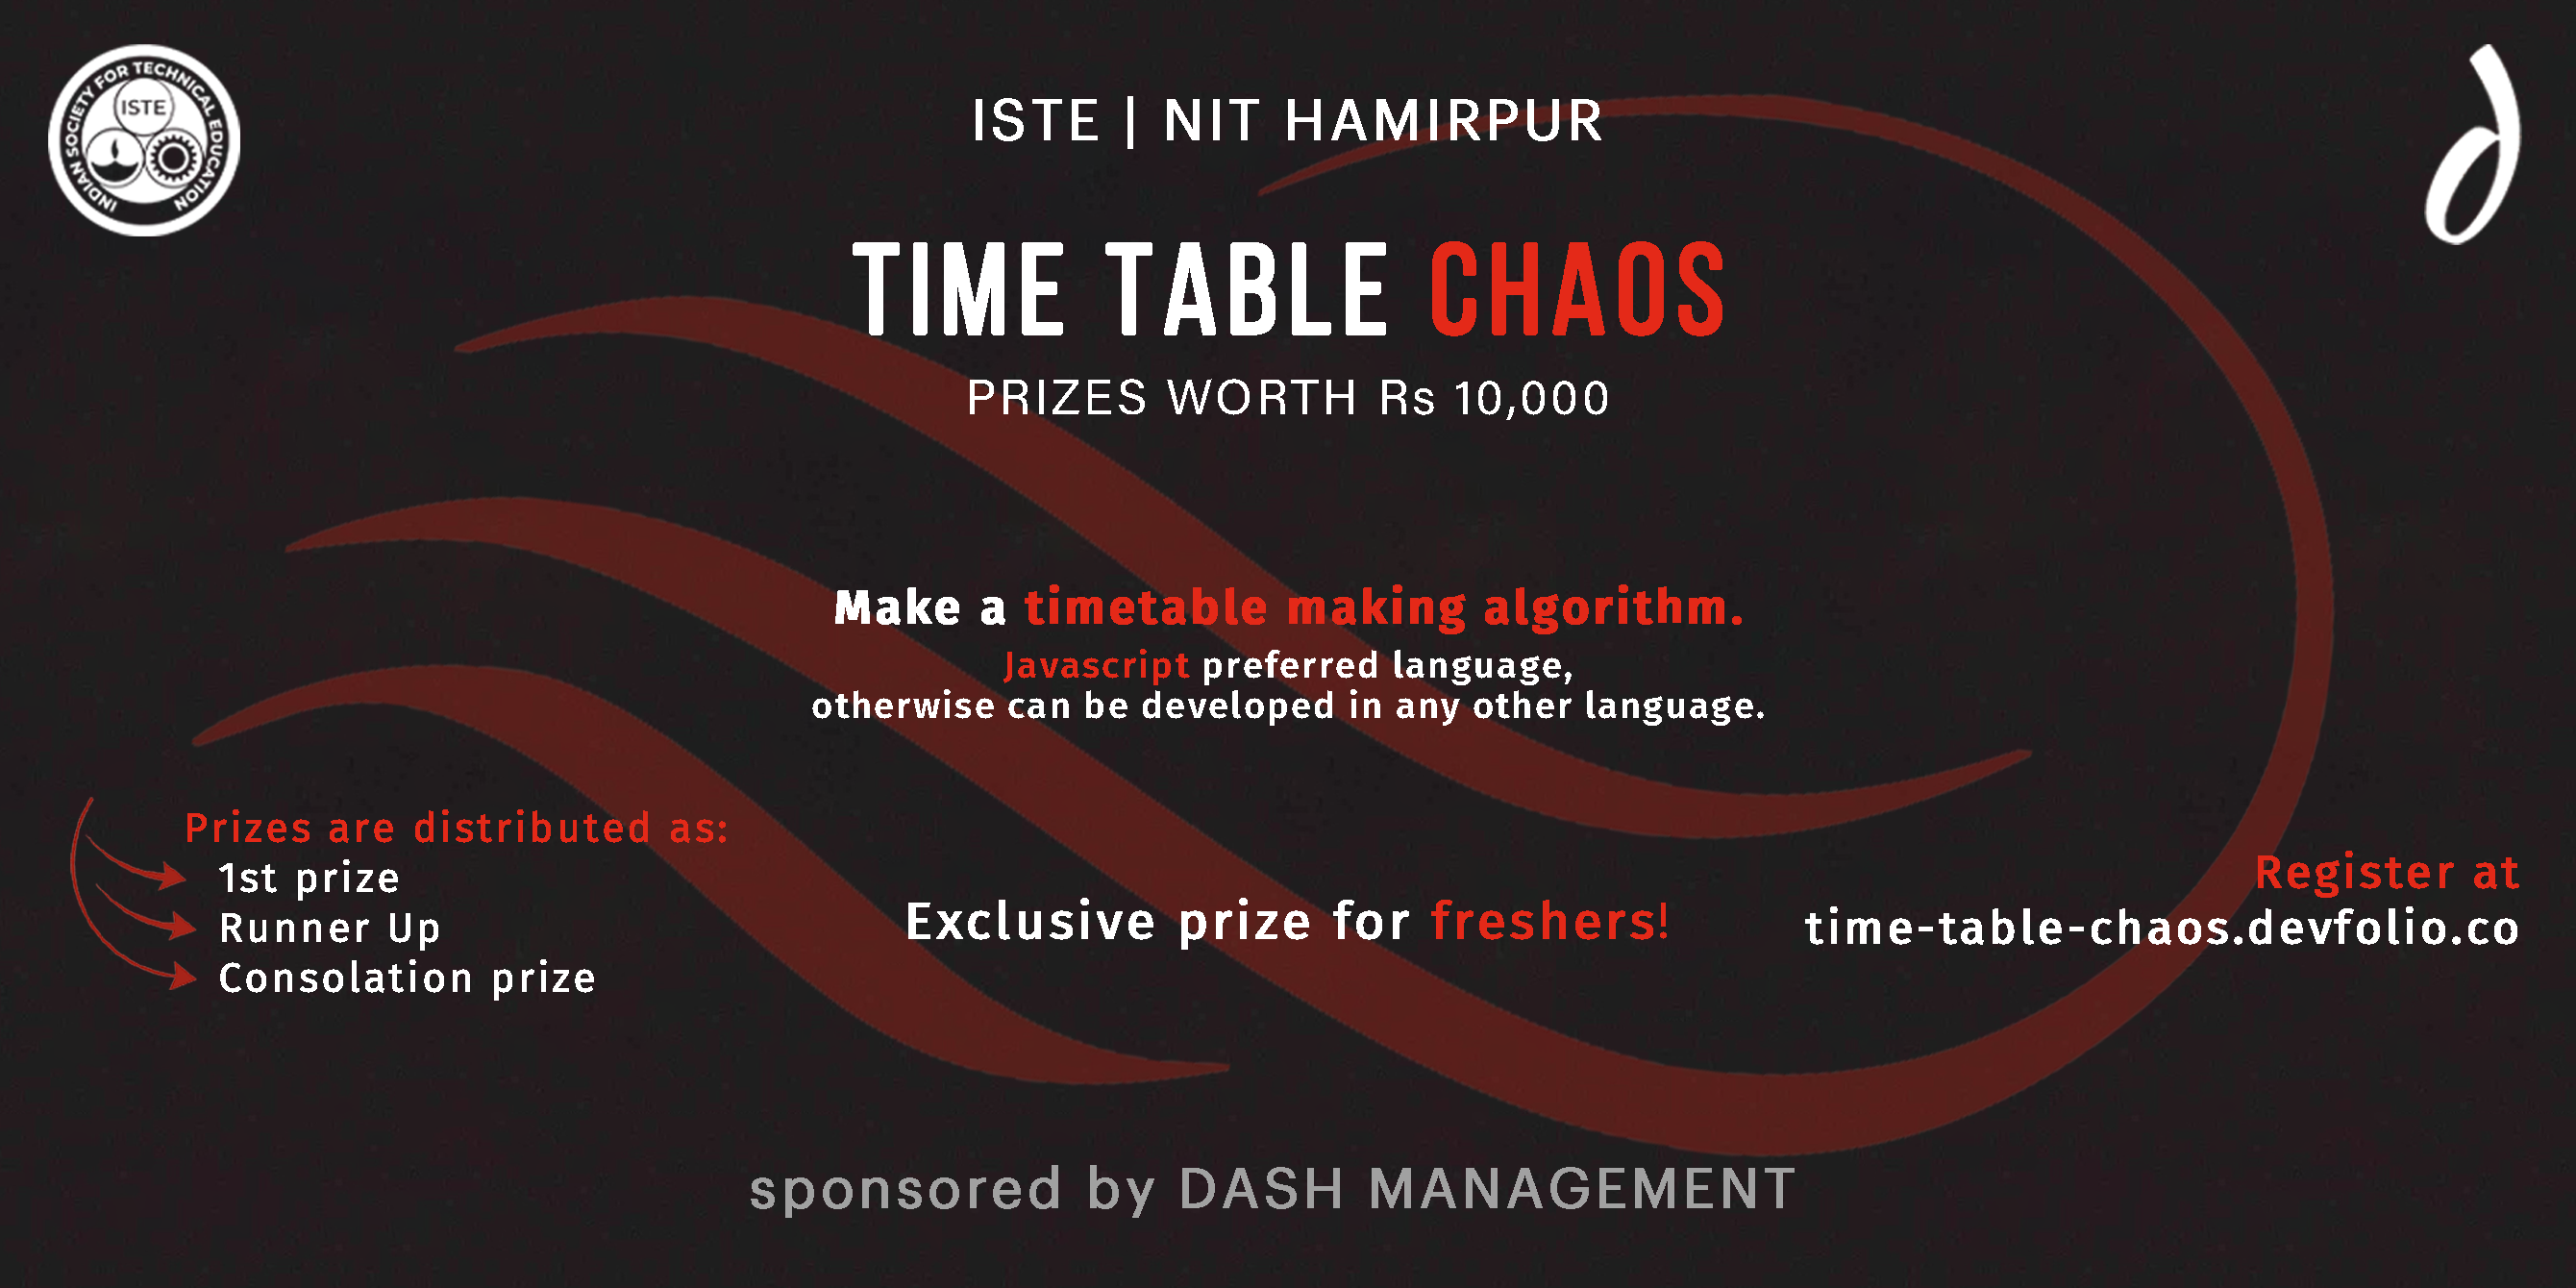 INDIAN SOCIETY FOR TECHNICAL EDUCATION
ISTE
ISTE | NIT HAMIRPUR
TIME TABLE CHAOS
PRIZES WORTH Rs 10,000
Make a timetable making algorithm.
Javascript preferred language,
otherwise can be developed in any other language.
Prizes are distributed as:
1st prize
Runner Up
Consolation prize
Exclusive prize for freshers!
Register at
time-table-chaos.devfolio.co
sponsored by DASH MANAGEMENT